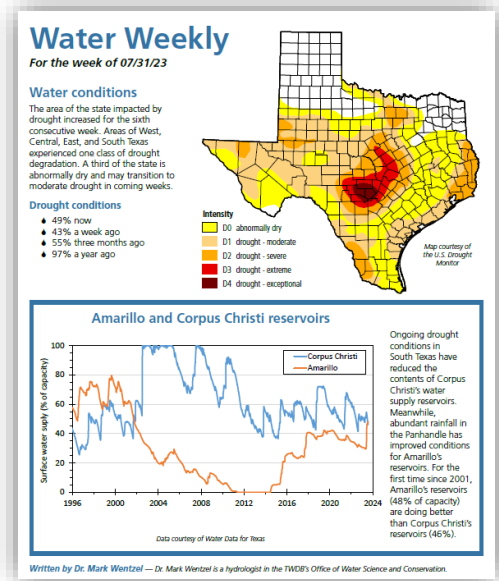 Water Weekly
For the week of 07/31/23
Water conditions
The area of the state impacted by
drought increased for the sixth
consecutive week. Areas of West,
Central, East, and South Texas
experienced one class of drought
degradation. A third of the state is
abnormally dry and may transition to
moderate drought in coming weeks.
Drought conditions
49% now
43% a week ago
55% three months ago
97% a year ago
Intensity
D0 abnormally dry
D1 drought - moderate
D2 drought - severe
D3 drought - extreme
D4 drought - exceptional
Map courtesy of
the U.S. Drought
Monitor
Amarillo and Corpus Christi reservoirs
Surface water suply (% of capacity)
100
80
60
40
20
0
1996
2000
2004
2008
2012
2016
2020
2024
Corpus Christi
Amarillo
Data courtesy of Water Data for Texas
Ongoing drought
conditions in
South Texas have
reduced the
contents of Corpus
Christi's water
supply reservoirs.
Meanwhile,
abundant rainfall in
the Panhandle has
improved conditions
for Amarillo's
reservoirs. For the
first time since 2001,
Amarillo's reservoirs
(48% of capacity)
are doing better
than Corpus Christi's
reservoirs (46%).
Written by Dr. Mark Wentzel — Dr. Mark Wentzel is a hydrologist in the TWDB's Office of Water Science and Conservation.